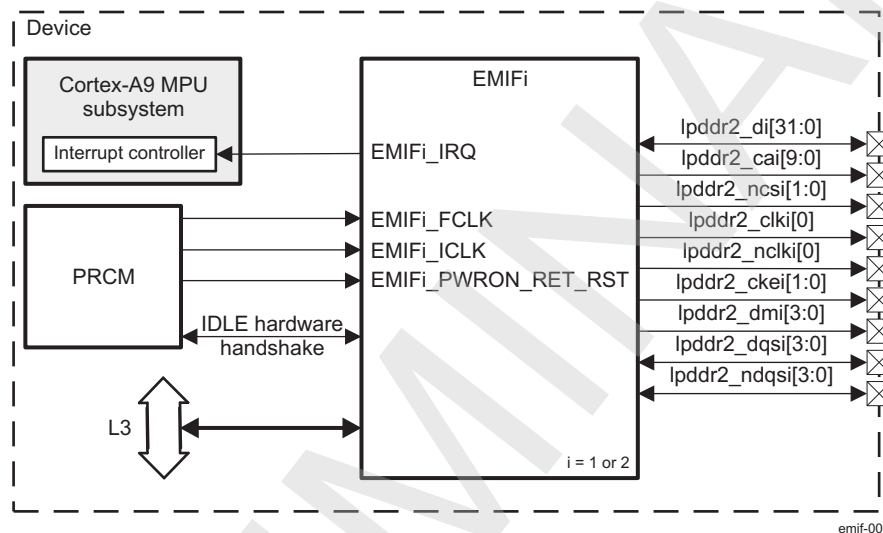 Device
Cortex-A9 MPU
subsystem
Interrupt controller
EMIFi
EMIFi_IRQ
EMIFi_FCLK
EMIFi_ICLK
EMIFi_PWRON_RET_RST
PRCM
IDLE hardware
handshake
L3
i = 1 or 2
lpddr2_di[31:0]
lpddr2_cai[9:0]
lpddr2_ncsi[1:0]
lpddr2_clki[0]
lpddr2_nclki[0]
lpddr2_ckei[1:0]
lpddr2_dmi[3:0]
lpddr2_dqsi[3:0]
lpddr2_ndqsi[3:0]
emif-00